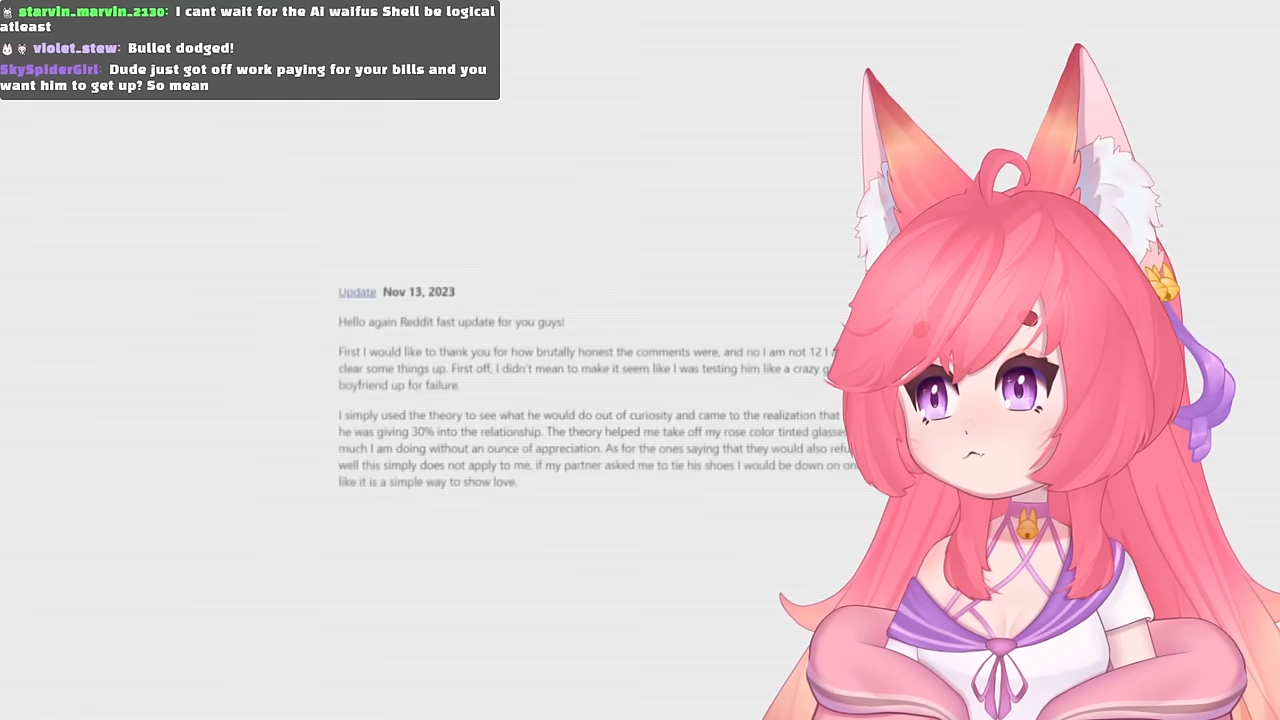 starvin_marvin_2130: I cant wait for the AI waifus Shell be logical
atleast
violet_stew: Bullet dodged!
SkySpiderGirl: Dude just got off work paying for your bills and you
want him to get up? So mean
Update Nov 13, 2023
Hello again Reddit fast update for you guys!
First I would like to thank you for how brutally honest the comments were, and no I am not 12 I
clear some things up. First off, I didn't mean to make it seem like I was testing him like a crazy
boyfriend up for failure.
I simply used the theory to see what he would do out of curiosity and came to the realization that
he was giving 30% into the relationship. The theory helped me take off my rose color tinted glasses
much I am doing without an ounce of appreciation. As for the ones saying that they would also
well this simply does not apply to me, if my partner asked me to tie his shoes I would be down on
like it is a simple way to show love.